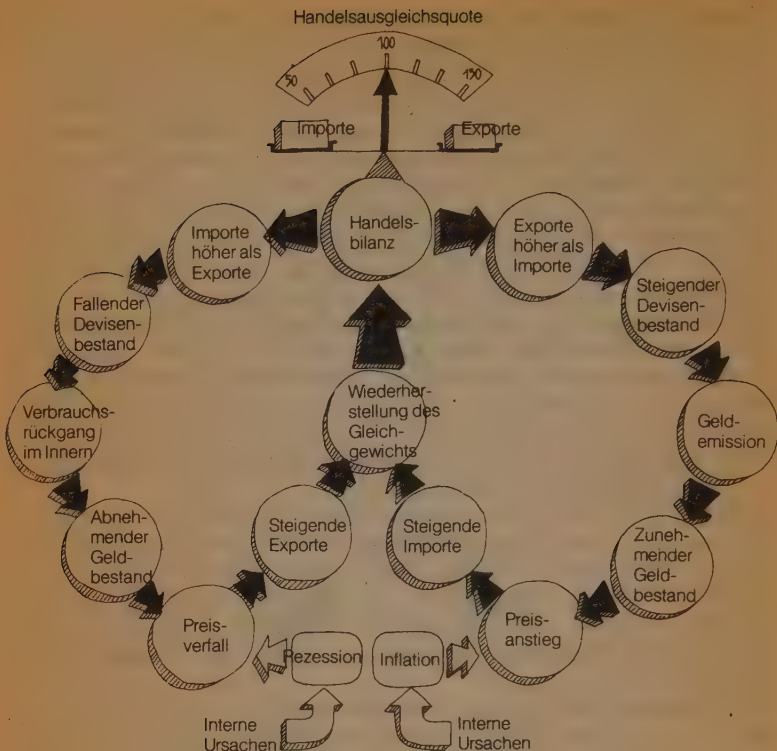 Handelsausgleichsquote
50
100
150
Importe
Exporte
Handels-
bilanz
Importe
höher als
Exporte
Fallender
Devisen-
bestand
Verbrauchs-
rückgang
im Innern
Abneh-
mender
Geld-
bestand
Preis-
verfall
Steigende
Exporte
Wiederher-
stellung des
Gleich-
gewichts
Exporte
höher als
Importe
Steigender
Devisen-
bestand
Geld-
emission
Zuneh-
mender
Geld-
bestand
Preis-
anstieg
Steigende
Importe
Rezession
Inflation
Interne
Ursachen
Interne
Ursachen